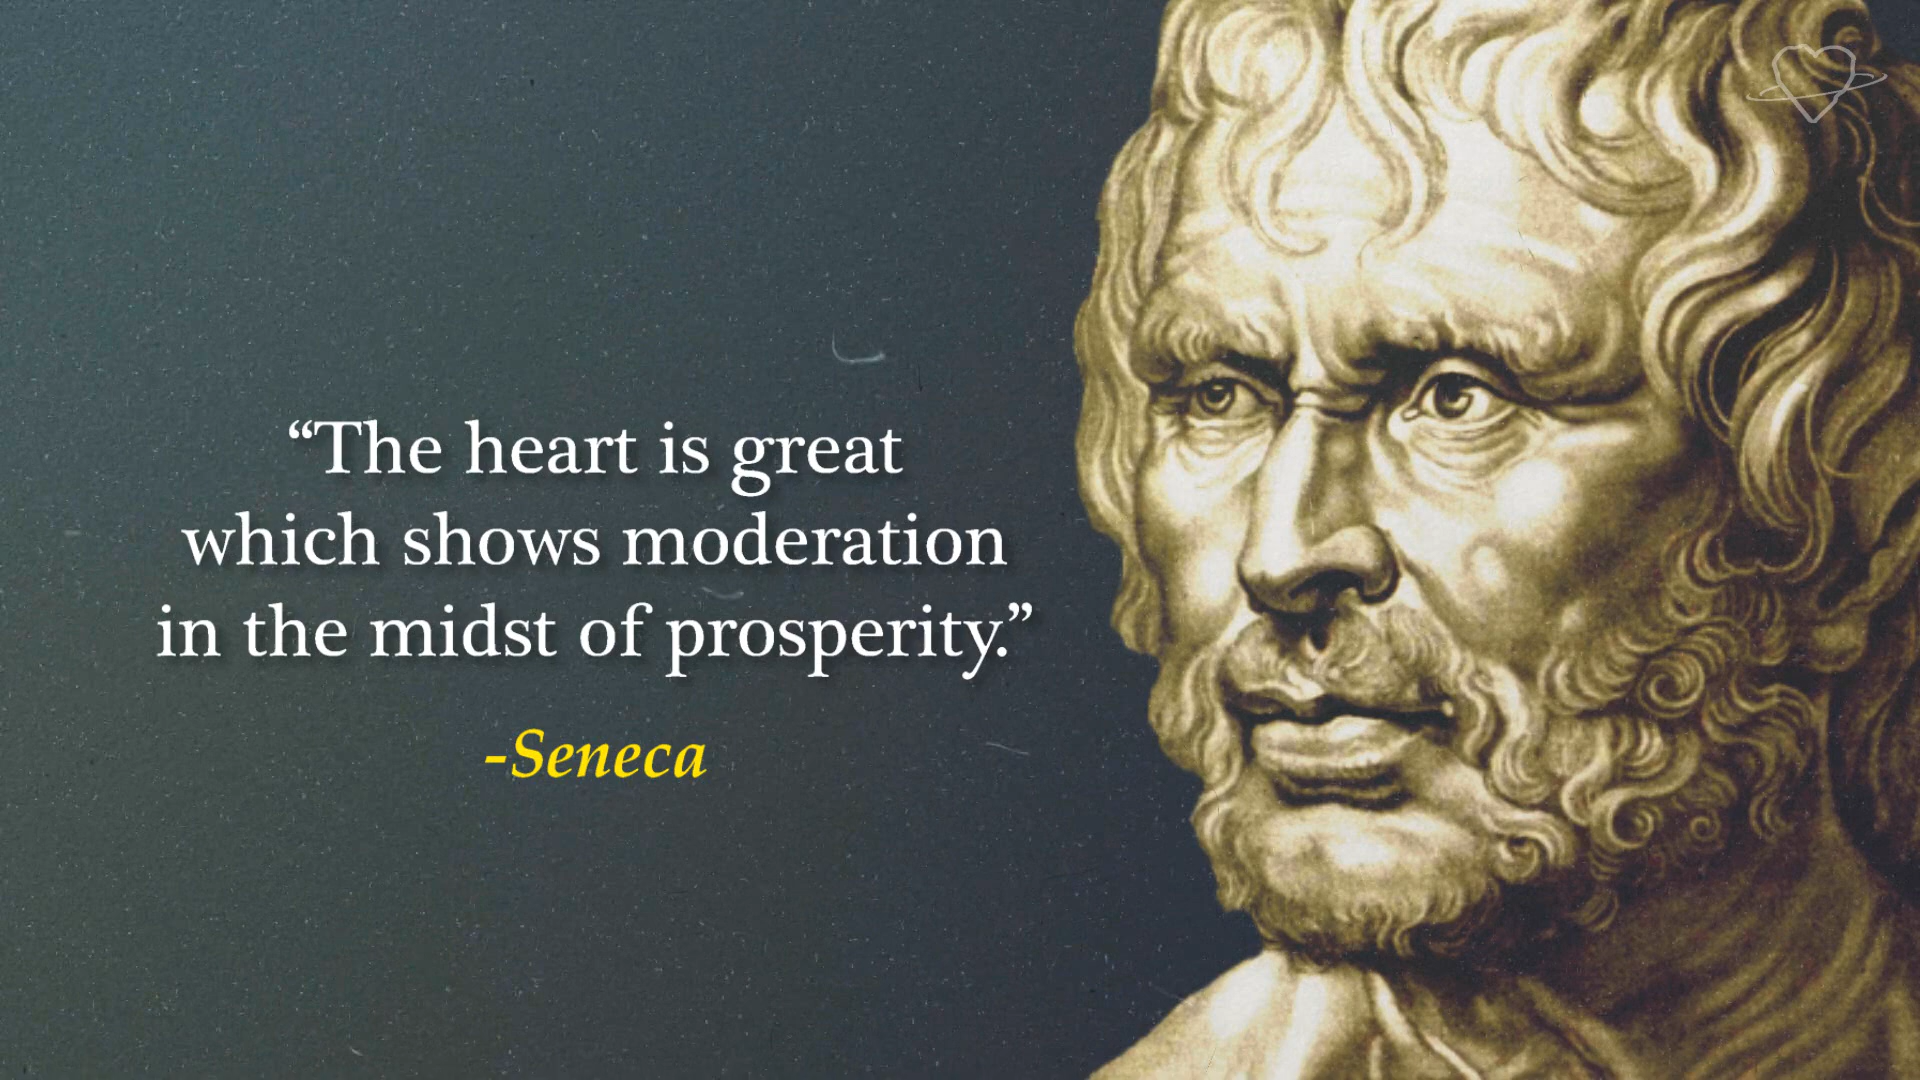 “The heart is great
which shows moderation
in the midst of prosperity.”
-Seneca